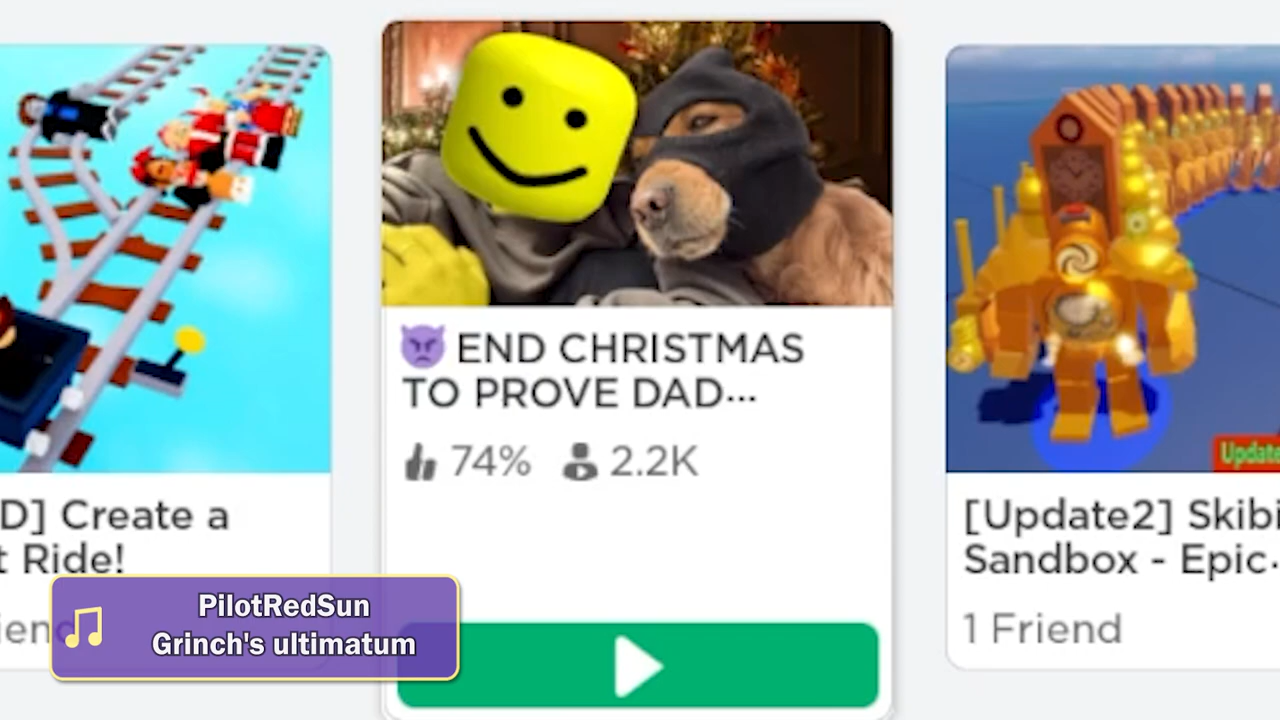 😈 END CHRISTMAS
TO PROVE DAD...
74% 2.2K
D] Create a
t Ride!
[Update2] Skibi
Sandbox - Epic.
1 Friend
Update
PilotRedSun
Grinch's ultimatum